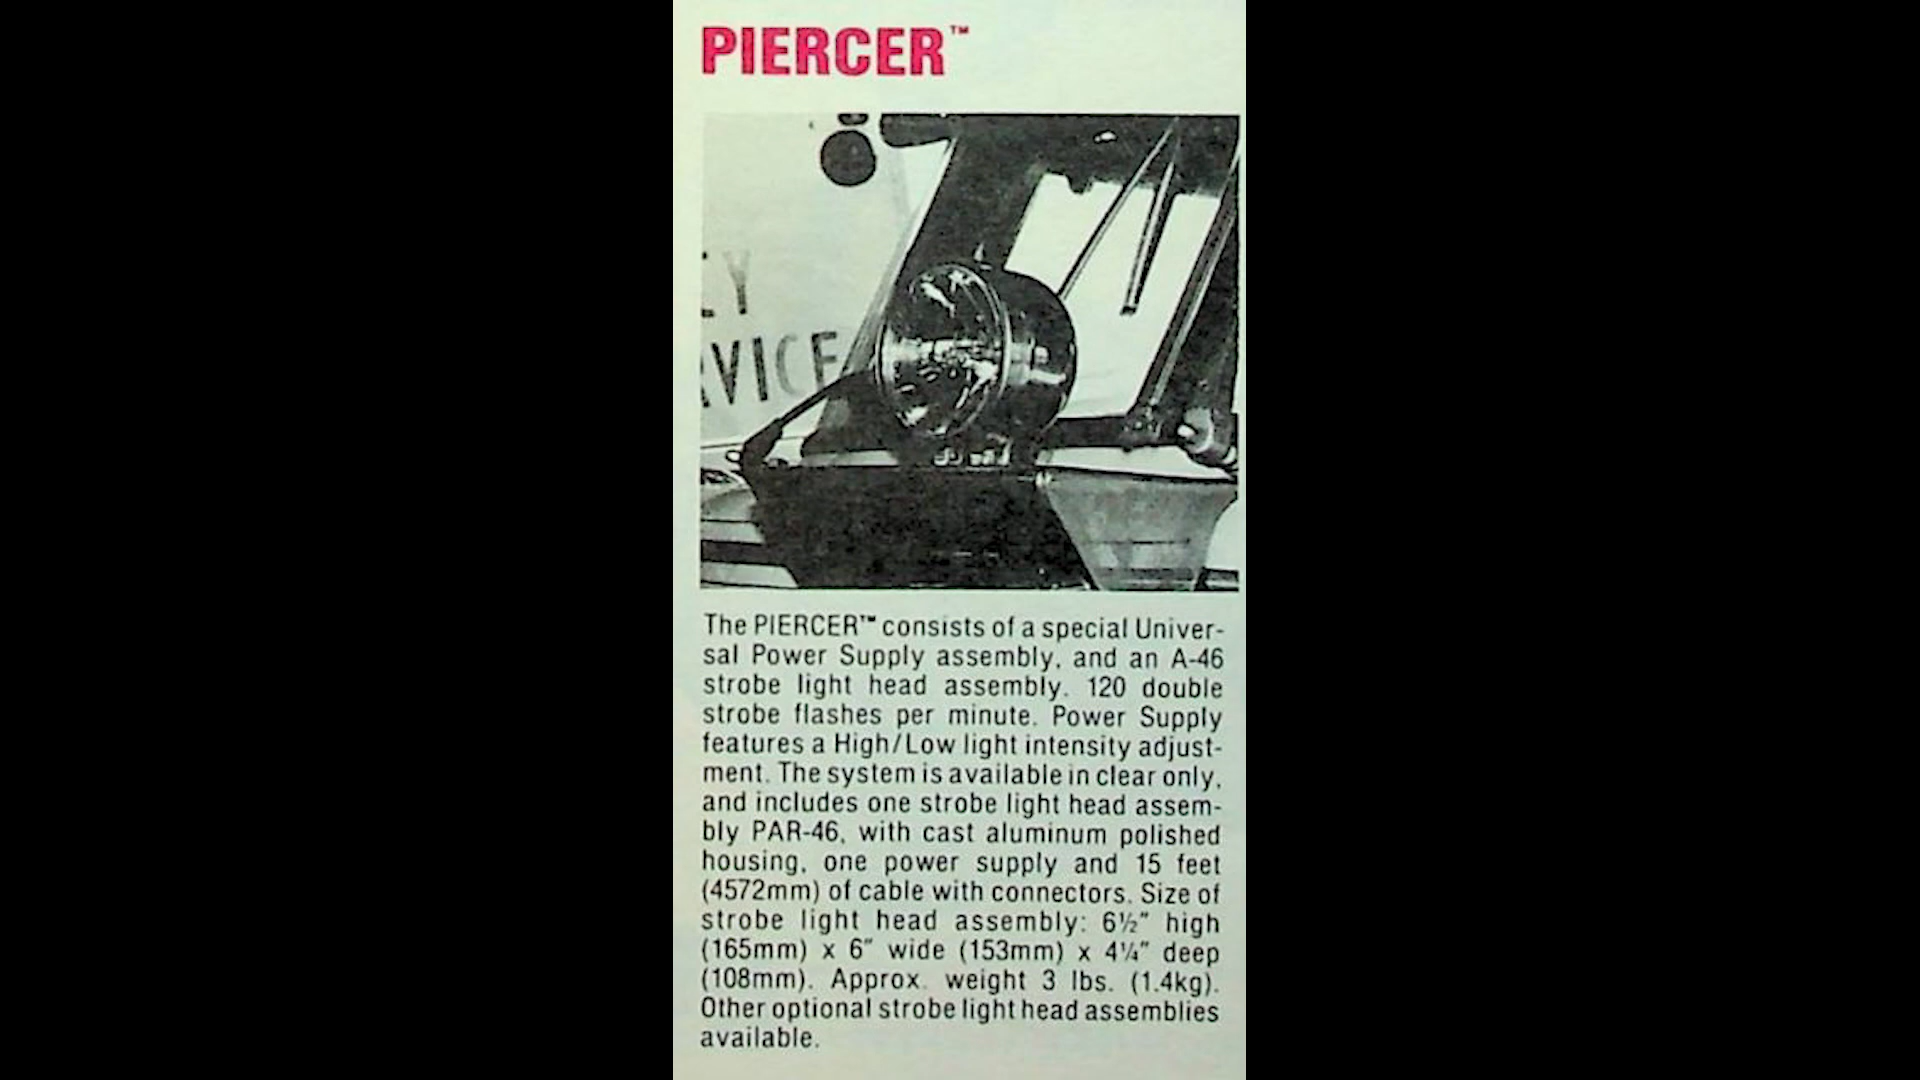 PIERCER™
EY
RVICE
The PIERCER™ consists of a special Univer-
sal Power Supply assembly, and an A-46
strobe light head assembly. 120 double
strobe flashes per minute. Power Supply
features a High/Low light intensity adjust-
ment. The system is available in clear only,
and includes one strobe light head assem-
bly PAR-46, with cast aluminum polished
housing, one power supply and 15 feet
(4572mm) of cable with connectors. Size of
strobe light head assembly: 6½" high
(165mm) x 6" wide (153mm) x 4¼" deep
(108mm). Approx. weight 3 lbs. (1.4kg).
Other optional strobe light head assemblies
available.